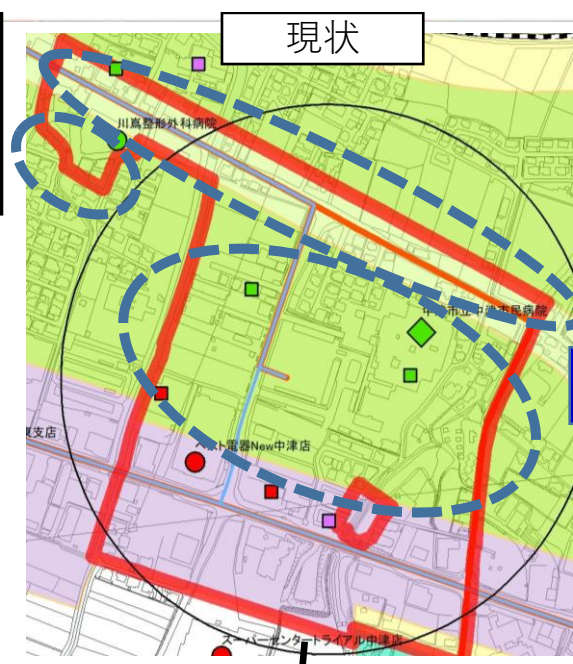 現状
川嶌整形外科病院
中津市立中津市民病院
支店
ベスト電器New中津店
スーパーセンタートライアル中津店